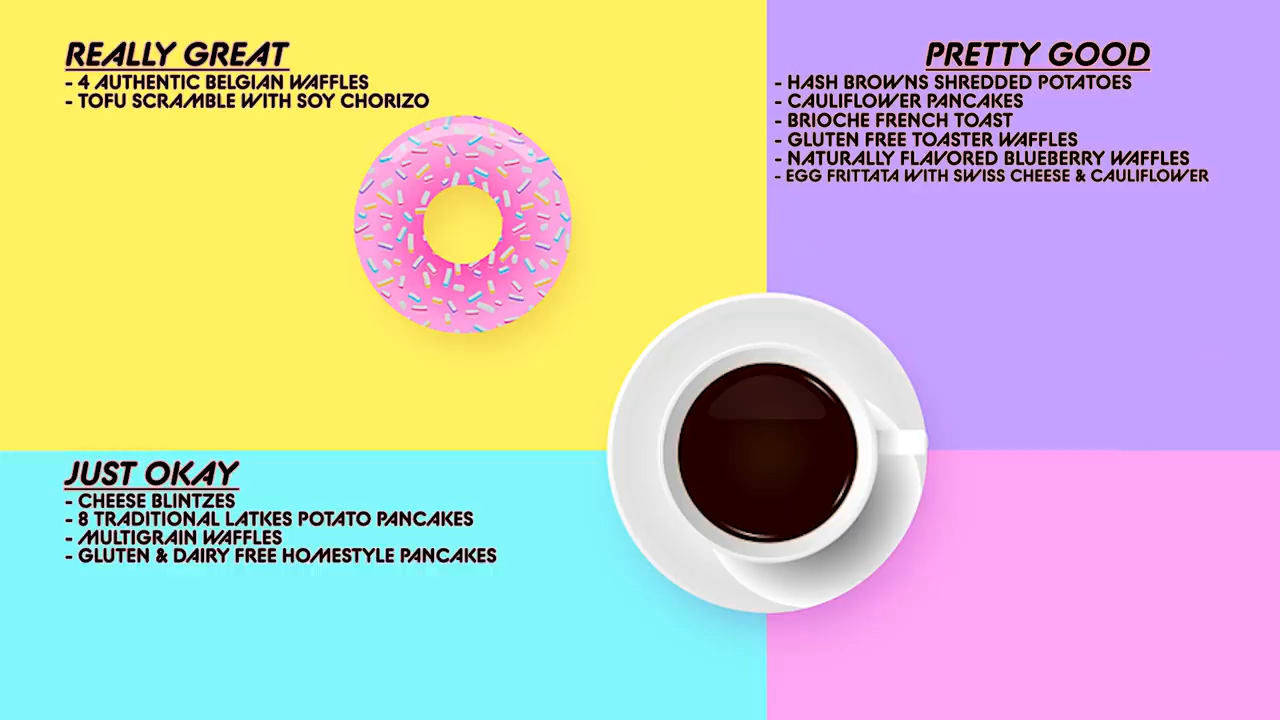 REALLY GREAT
- 4 AUTHENTIC BELGIAN WAFFLES
- TOFU SCRAMBLE WITH SOY CHORIZO
PRETTY GOOD
- HASH BROWNS SHREDDED POTATOES
- CAULIFLOWER PANCAKES
- BRIOCHE FRENCH TOAST
- GLUTEN FREE TOASTER WAFFLES
- NATURALLY FLAVORED BLUEBERRY WAFFLES
- EGG FRITTATA WITH SWISS CHEESE & CAULIFLOWER
JUST OKAY
- CHEESE BLINTZES
- 8 TRADITIONAL LATKES POTATO PANCAKES
- MULTIGRAIN WAFFLES
- GLUTEN & DAIRY FREE HOMESTYLE PANCAKES